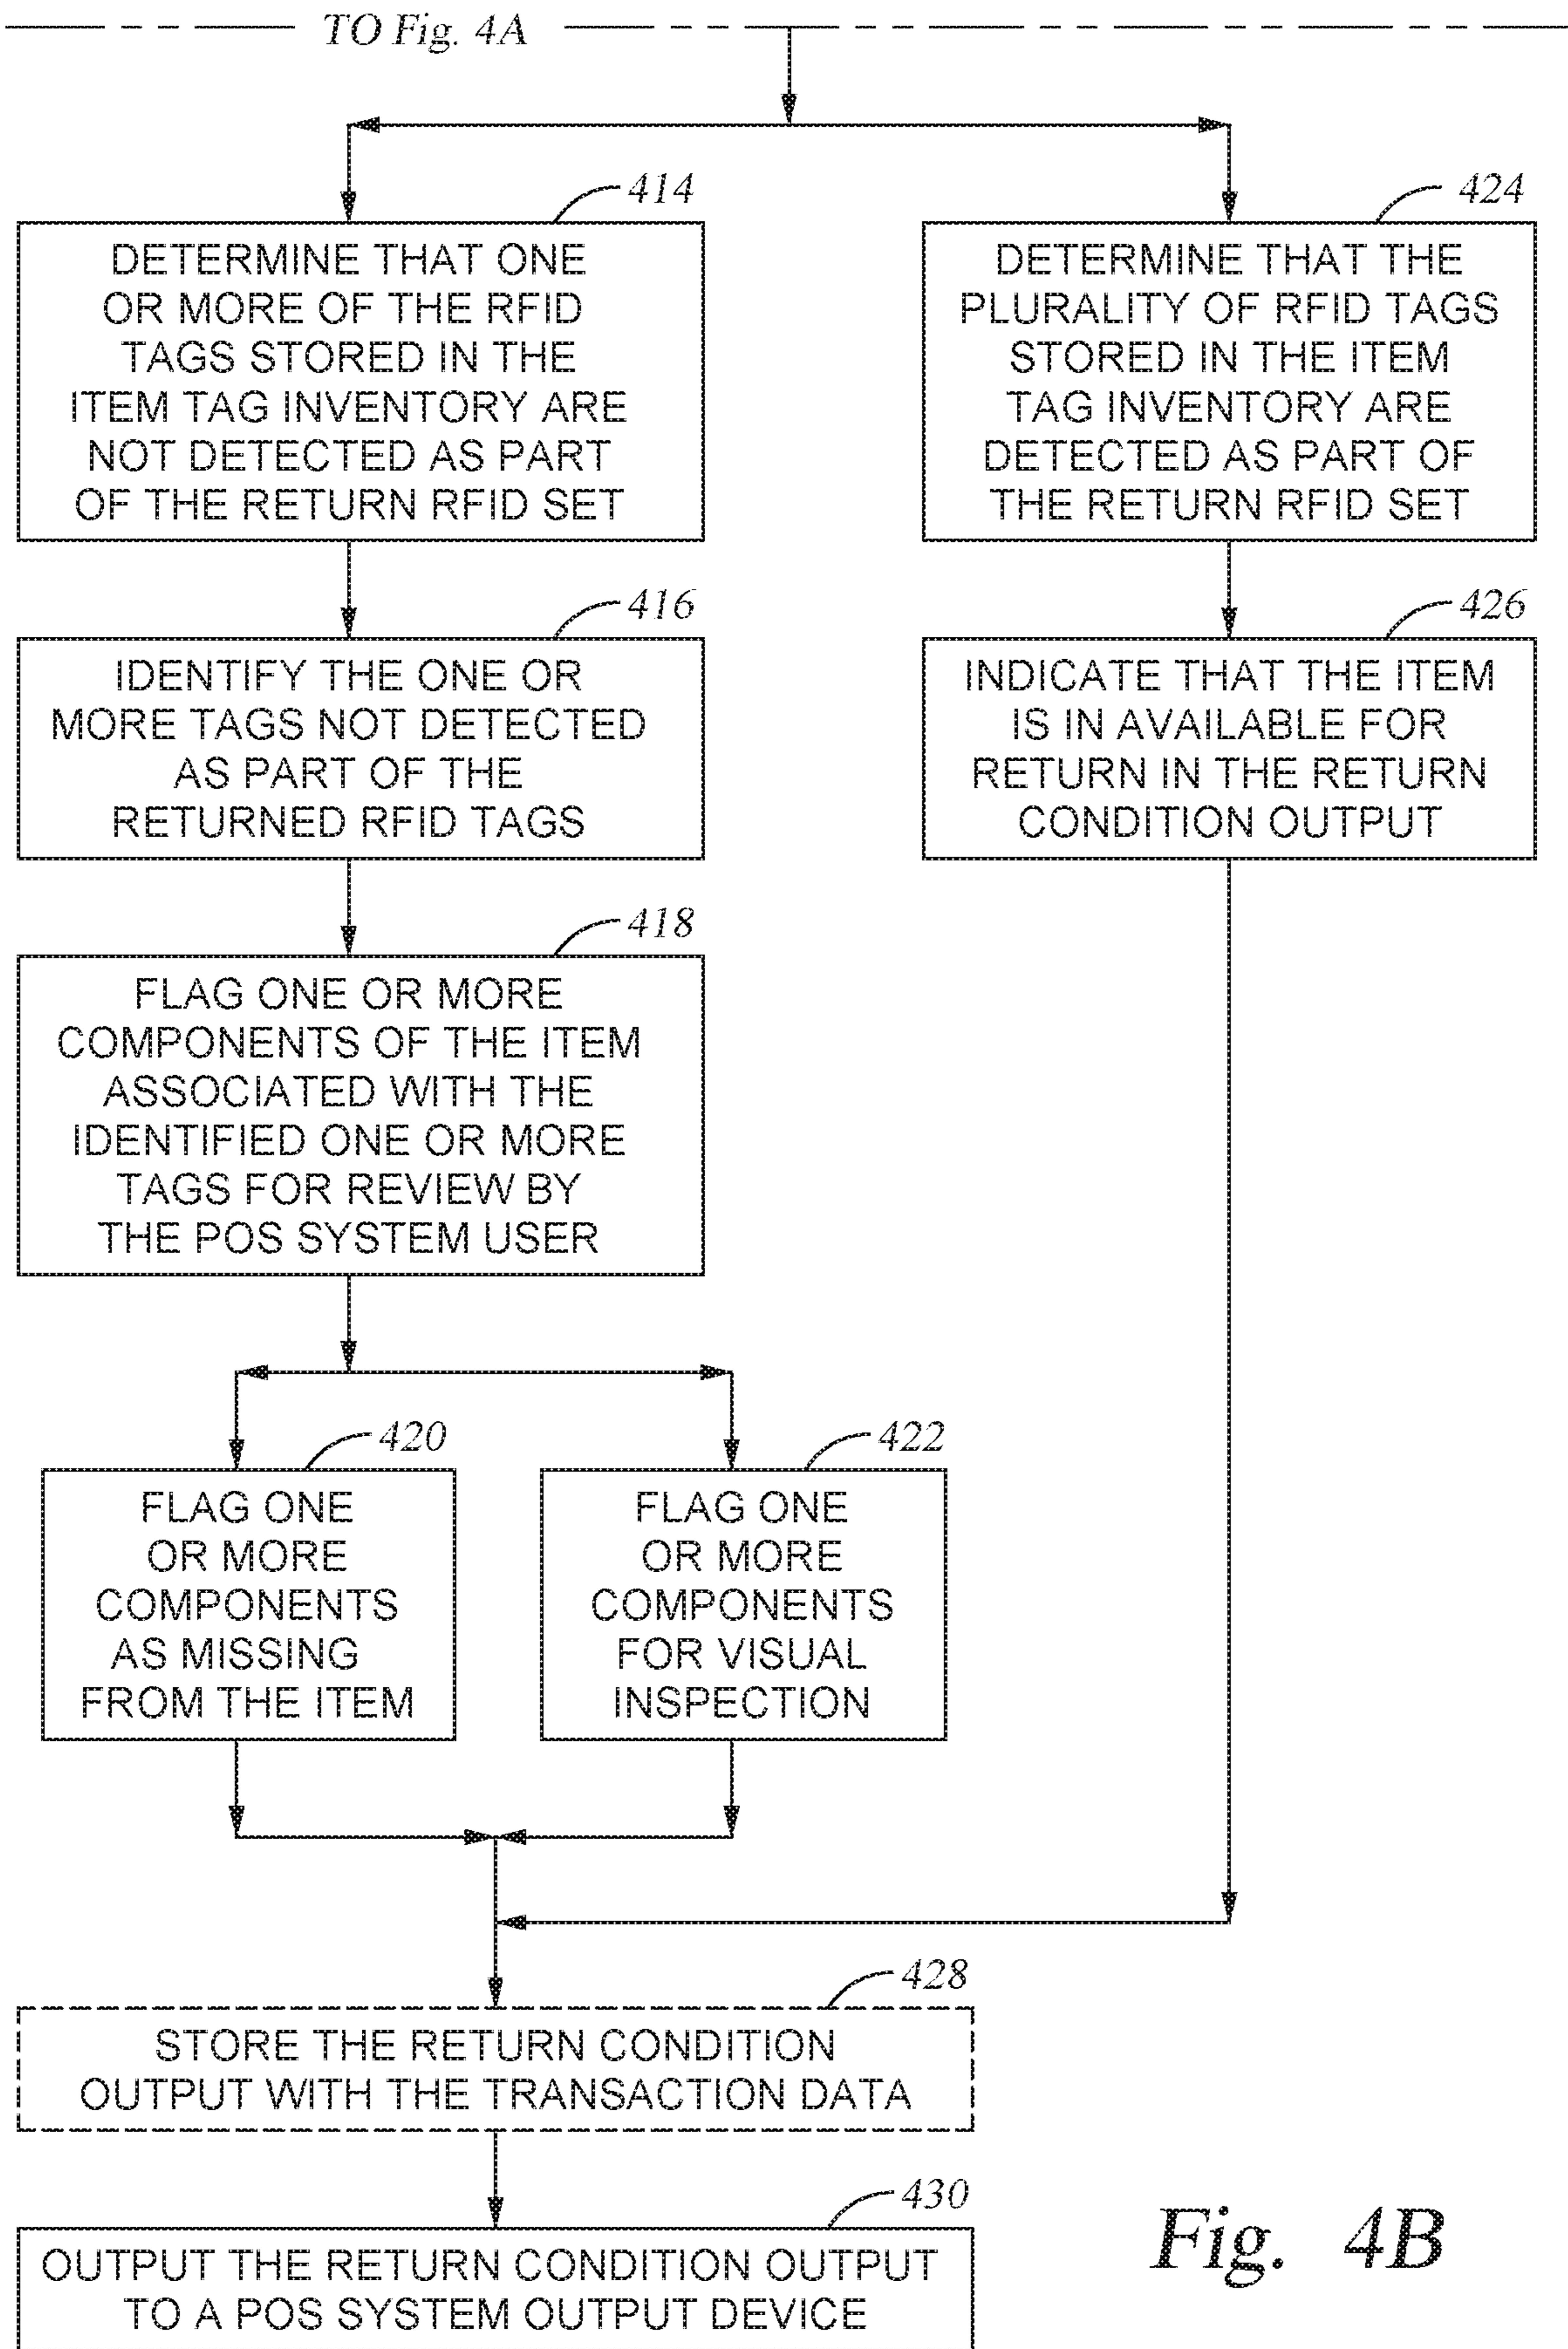 TO Fig. 4A
414
DETERMINE THAT ONE
OR MORE OF THE RFID
TAGS STORED IN THE
ITEM TAG INVENTORY ARE
NOT DETECTED AS PART
OF THE RETURN RFID SET
424
DETERMINE THAT THE
PLURALITY OF RFID TAGS
STORED IN THE ITEM
TAG INVENTORY ARE
DETECTED AS PART OF
THE RETURN RFID SET
416
IDENTIFY THE ONE OR
MORE TAGS NOT DETECTED
AS PART OF THE
RETURNED RFID TAGS
426
INDICATE THAT THE ITEM
IS IN AVAILABLE FOR
RETURN IN THE RETURN
CONDITION OUTPUT
418
FLAG ONE OR MORE
COMPONENTS OF THE ITEM
ASSOCIATED WITH THE
IDENTIFIED ONE OR MORE
TAGS FOR REVIEW BY
THE POS SYSTEM USER
420
FLAG ONE
OR MORE
COMPONENTS
AS MISSING
FROM THE ITEM
422
FLAG ONE
OR MORE
COMPONENTS
FOR VISUAL
INSPECTION
428
STORE THE RETURN CONDITION
OUTPUT WITH THE TRANSACTION DATA
430
OUTPUT THE RETURN CONDITION OUTPUT
TO A POS SYSTEM OUTPUT DEVICE
Fig. 4B